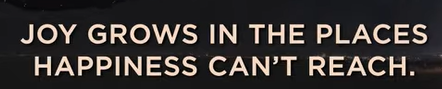 JOY GROWS IN THE PLACES
HAPPINESS CAN'T REACH.